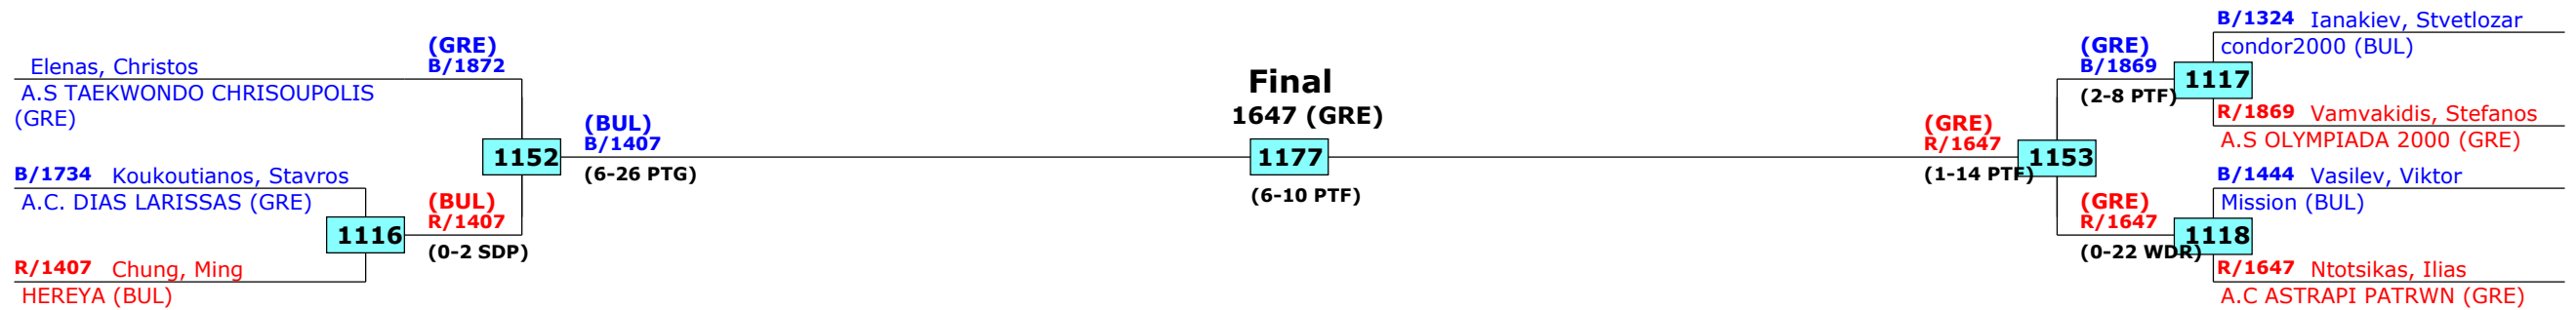 Elenas, Christos
A.S TAEKWONDO CHRISOUPOLIS
(GRE)
(GRE)
B/1872
B/1734 Koukoutianos, Stavros
A.C. DIAS LARISSAS (GRE)
1116
R/1407 Chung, Ming
HEREYA (BUL)
(BUL)
R/1407
(0-2 SDP)
1152
(BUL)
B/1407
(6-26 PTG)
Final
1647 (GRE)
1177
(6-10 PTF)
(GRE)
R/1647
(1-14 PTF)
1153
(GRE)
B/1869
(2-8 PTF)
1117
B/1324 Ianakiev, Stvetlozar
condor2000 (BUL)
R/1869 Vamvakidis, Stefanos
A.S OLYMPIADA 2000 (GRE)
(GRE)
R/1647
(0-22 WDR)
1118
B/1444 Vasilev, Viktor
Mission (BUL)
R/1647 Ntotsikas, Ilias
A.C ASTRAPI PATRWN (GRE)